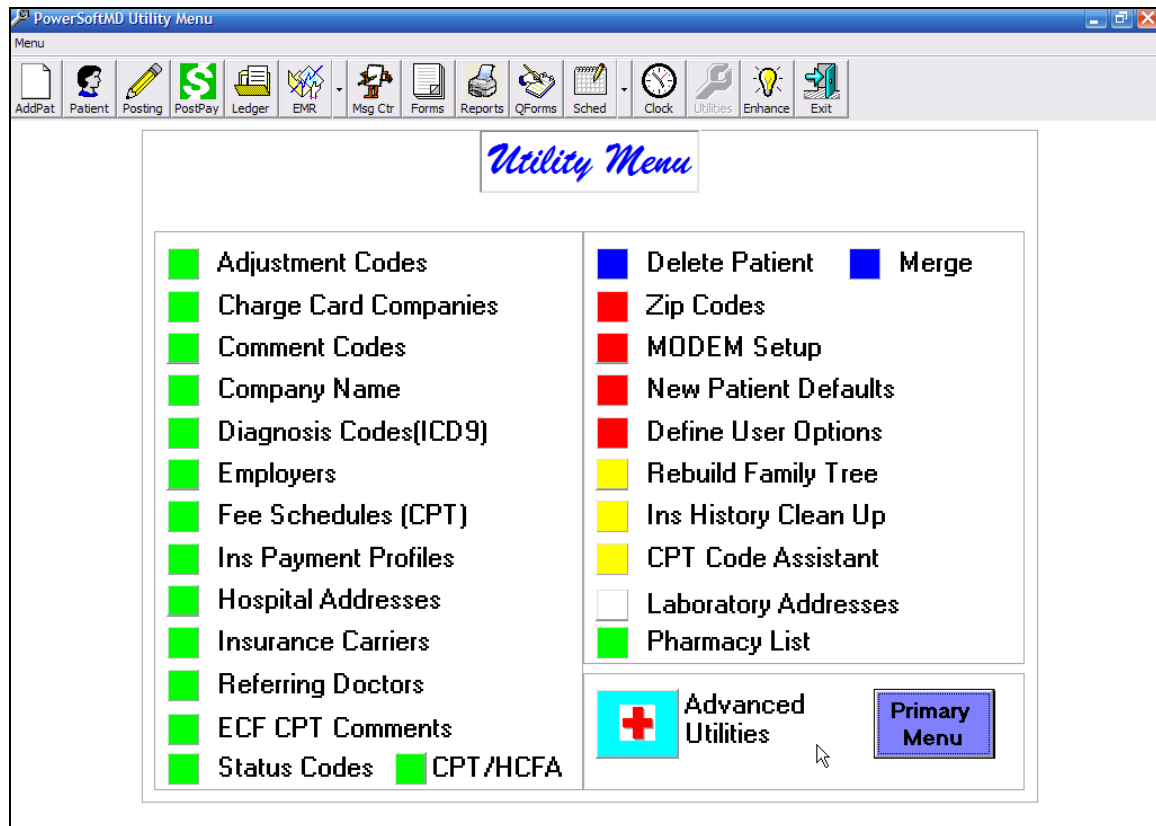 PowerSoftMD Utility Menu
Menu
AddPat Patient Posting PostPay Ledger EMR Msg Ctr Forms Reports QForms Sched Clock Utilities Enhance Exit
Utility Menu
Adjustment Codes
Charge Card Companies
Comment Codes
Company Name
Diagnosis Codes(ICD9)
Employers
Fee Schedules (CPT)
Ins Payment Profiles
Hospital Addresses
Insurance Carriers
Referring Doctors
ECF CPT Comments
Status Codes CPT/HCFA
Delete Patient Merge
Zip Codes
MODEM Setup
New Patient Defaults
Define User Options
Rebuild Family Tree
Ins History Clean Up
CPT Code Assistant
Laboratory Addresses
Pharmacy List
Advanced
Utilities
Primary
Menu